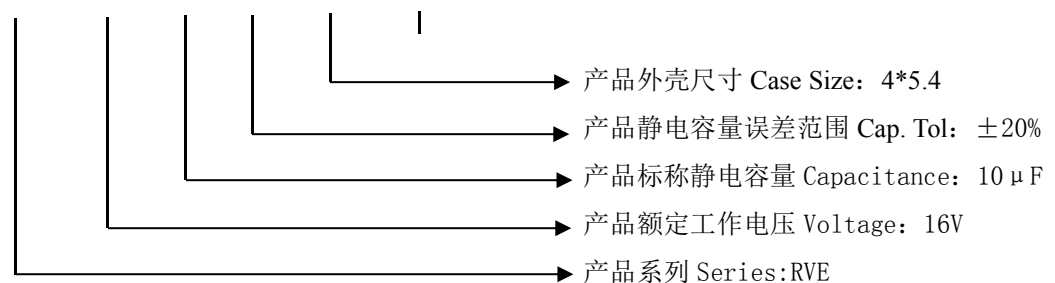 产品外壳尺寸 Case Size：4*5.4
产品静电容量误差范围 Cap. Tol：±20%
产品标称静电容量 Capacitance：10μF
产品额定工作电压 Voltage：16V
产品系列 Series:RVE